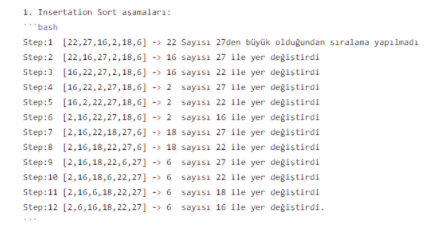 1. Insertation Sort aşamaları:
```bash
Step:1 [22,27,16,2,18,6] -> 22 Sayısı 27den büyük olduğundan sıralama yapılmadı
Step:2 [22,16,27,2,18,6] -> 16 sayısı 27 ile yer değiştirdi
Step:3 [16,22,27,2,18,6] -> 16 sayısı 22 ile yer değiştirdi
Step:4 [16,22,2,27,18,6] -> 2 sayısı 27 ile yer değiştirdi
Step:5 [16,2,22,27,18,6] -> 2 sayısı 22 ile yer değiştirdi
Step:6 [2,16,22,27,18,6] -> 2 sayısı 16 ile yer değiştirdi
Step:7 [2,16,22,18,27,6] -> 18 sayısı 27 ile yer değiştirdi
Step:8 [2,16,18,22,27,6] -> 18 sayısı 22 ile yer değiştirdi
Step:9 [2,16,18,22,6,27] -> 6 sayısı 27 ile yer değiştirdi
Step:10 [2,16,18,6,22,27] -> 6 sayısı 22 ile yer değiştirdi
Step:11 [2,16,6,18,22,27] -> 6 sayısı 18 ile yer değiştirdi
Step:12 [2,6,16,18,22,27] -> 6 sayısı 16 ile yer değiştirdi.
```